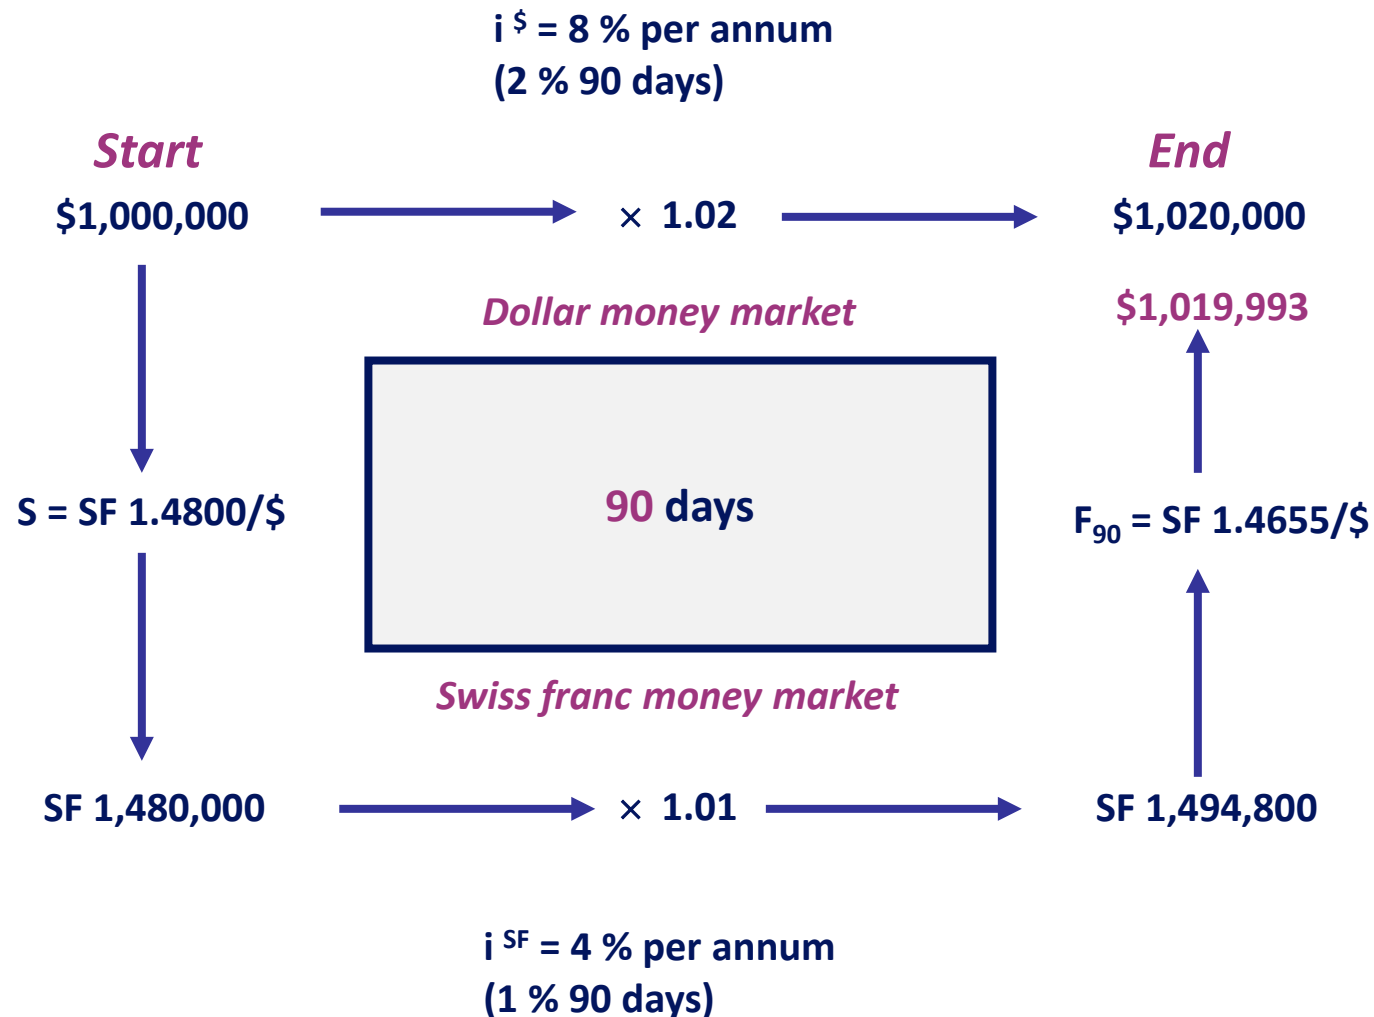 i $ = 8 % per annum
(2 % 90 days)
Start
End
$1,000,000
× 1.02
$1,020,000
Dollar money market
$1,019,993
S = SF 1.4800/$
90 days
F90 = SF 1.4655/$
Swiss franc money market
SF 1,480,000
× 1.01
SF 1,494,800
i SF = 4 % per annum
(1 % 90 days)